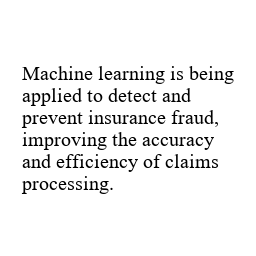 Machine learning is being
applied to detect and
prevent insurance fraud,
improving the accuracy
and efficiency of claims
processing.